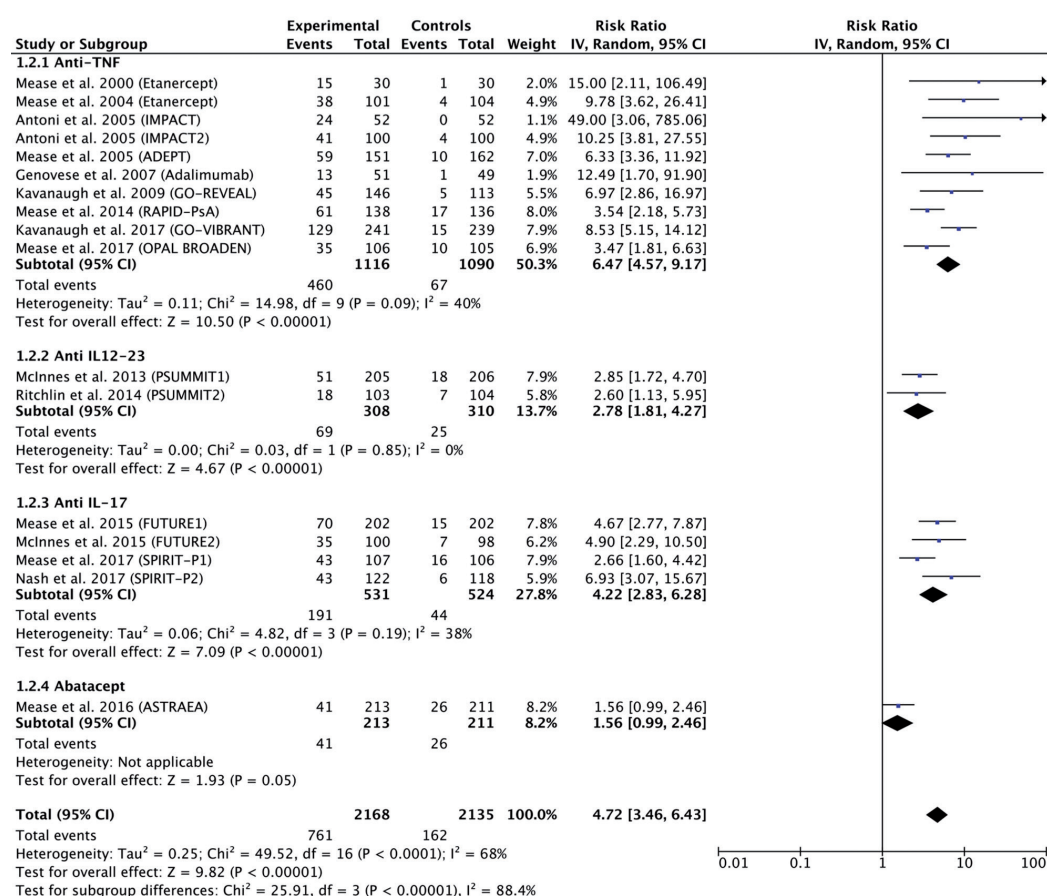 Experimental Controls Risk Ratio Risk Ratio
Study or Subgroup Events Total Events Total Weight IV, Random, 95% CI IV, Random, 95% CI
1.2.1 Anti-TNF
Mease et al. 2000 (Etanercept) 15 30 1 30 2.0% 15.00 [2.11, 106.49]
Mease et al. 2004 (Etanercept) 38 101 4 104 4.9% 9.78 [3.62, 26.41]
Antoni et al. 2005 (IMPACT) 24 52 0 52 1.1% 49.00 [3.06, 785.06]
Antoni et al. 2005 (IMPACT2) 41 100 4 100 4.9% 10.25 [3.81, 27.55]
Mease et al. 2005 (ADEPT) 59 151 10 162 7.0% 6.33 [3.36, 11.92]
Genovese et al. 2007 (Adalimumab) 13 51 1 49 1.9% 12.49 [1.70, 91.90]
Kavanaugh et al. 2009 (GO-REVEAL) 45 146 5 113 5.5% 6.97 [2.86, 16.97]
Mease et al. 2014 (RAPID-PsA) 61 138 17 136 8.0% 3.54 [2.18, 5.73]
Kavanaugh et al. 2017 (GO-VIBRANT) 129 241 15 239 7.9% 8.53 [5.15, 14.12]
Mease et al. 2017 (OPAL BROADEN) 35 106 10 105 6.9% 3.47 [1.81, 6.63]
Subtotal (95% CI) 1116 1090 50.3% 6.47 [4.57, 9.17]
Total events 460 67
Heterogeneity: Tau² = 0.11; Chi² = 14.98, df = 9 (P = 0.09); I² = 40%
Test for overall effect: Z = 10.50 (P < 0.00001)
1.2.2 Anti IL12-23
McInnes et al. 2013 (PSUMMIT1) 51 205 18 206 7.9% 2.85 [1.72, 4.70]
Ritchlin et al. 2014 (PSUMMIT2) 18 103 7 104 5.8% 2.60 [1.13, 5.95]
Subtotal (95% CI) 308 310 13.7% 2.78 [1.81, 4.27]
Total events 69 25
Heterogeneity: Tau² = 0.00; Chi² = 0.03, df = 1 (P = 0.85); I² = 0%
Test for overall effect: Z = 4.67 (P < 0.00001)
1.2.3 Anti IL-17
Mease et al. 2015 (FUTURE1) 70 202 15 202 7.8% 4.67 [2.77, 7.87]
McInnes et al. 2015 (FUTURE2) 35 100 7 98 6.2% 4.90 [2.29, 10.50]
Mease et al. 2017 (SPIRIT-P1) 43 107 16 106 7.9% 2.66 [1.60, 4.42]
Nash et al. 2017 (SPIRIT-P2) 43 122 6 118 5.9% 6.93 [3.07, 15.67]
Subtotal (95% CI) 531 524 27.8% 4.22 [2.83, 6.28]
Total events 191 44
Heterogeneity: Tau² = 0.06; Chi² = 4.82, df = 3 (P = 0.19); I² = 38%
Test for overall effect: Z = 7.09 (P < 0.00001)
1.2.4 Abatacept
Mease et al. 2016 (ASTRAEA) 41 213 26 211 8.2% 1.56 [0.99, 2.46]
Subtotal (95% CI) 213 211 8.2% 1.56 [0.99, 2.46]
Total events 41 26
Heterogeneity: Not applicable
Test for overall effect: Z = 1.93 (P = 0.05)
Total (95% CI) 2168 2135 100.0% 4.72 [3.46, 6.43]
Total events 761 162
Heterogeneity: Tau² = 0.25; Chi² = 49.52, df = 16 (P < 0.0001); I² = 68%
Test for overall effect: Z = 9.82 (P < 0.00001)
Test for subgroup differences: Chi² = 25.91, df = 3 (P < 0.00001), I² = 88.4%
0.01 0.1 1 10 100